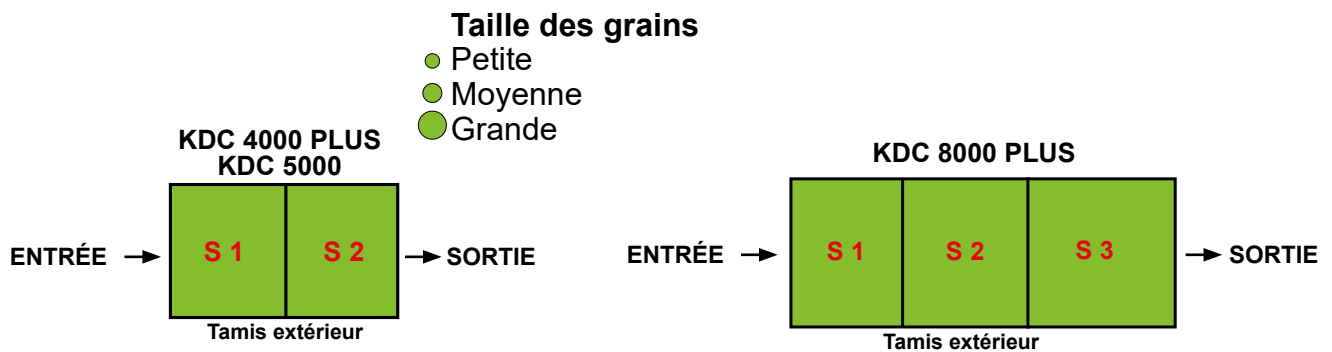 Taille des grains
Petite
Moyenne
Grande
KDC 4000 PLUS
KDC 5000
ENTRÉE
S 1
S 2
SORTIE
Tamis extérieur
KDC 8000 PLUS
ENTRÉE
S 1
S 2
S 3
SORTIE
Tamis extérieur